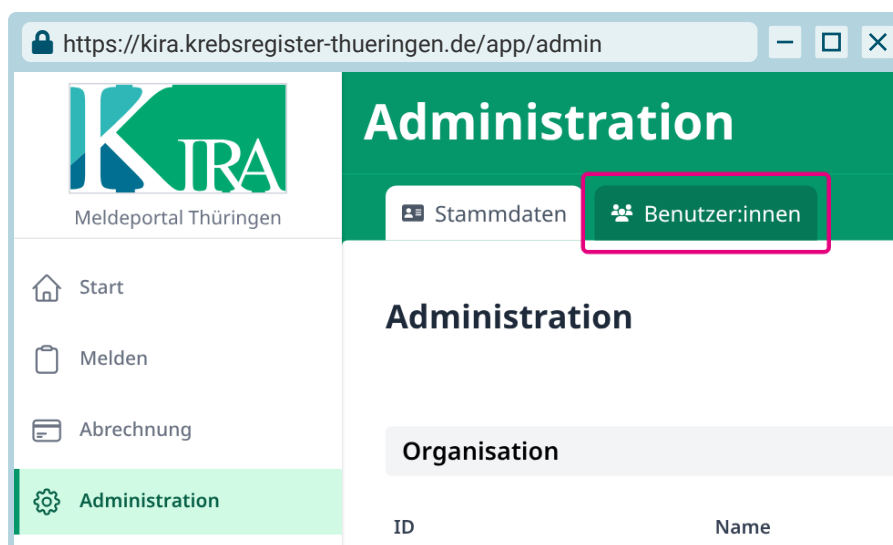 https://kira.krebsregister-thueringen.de/app/admin
KIRA
Meldeportal Thüringen
Start
Melden
Abrechnung
Administration
Administration
Stammdaten
Benutzer:innen
Administration
Organisation
ID
Name